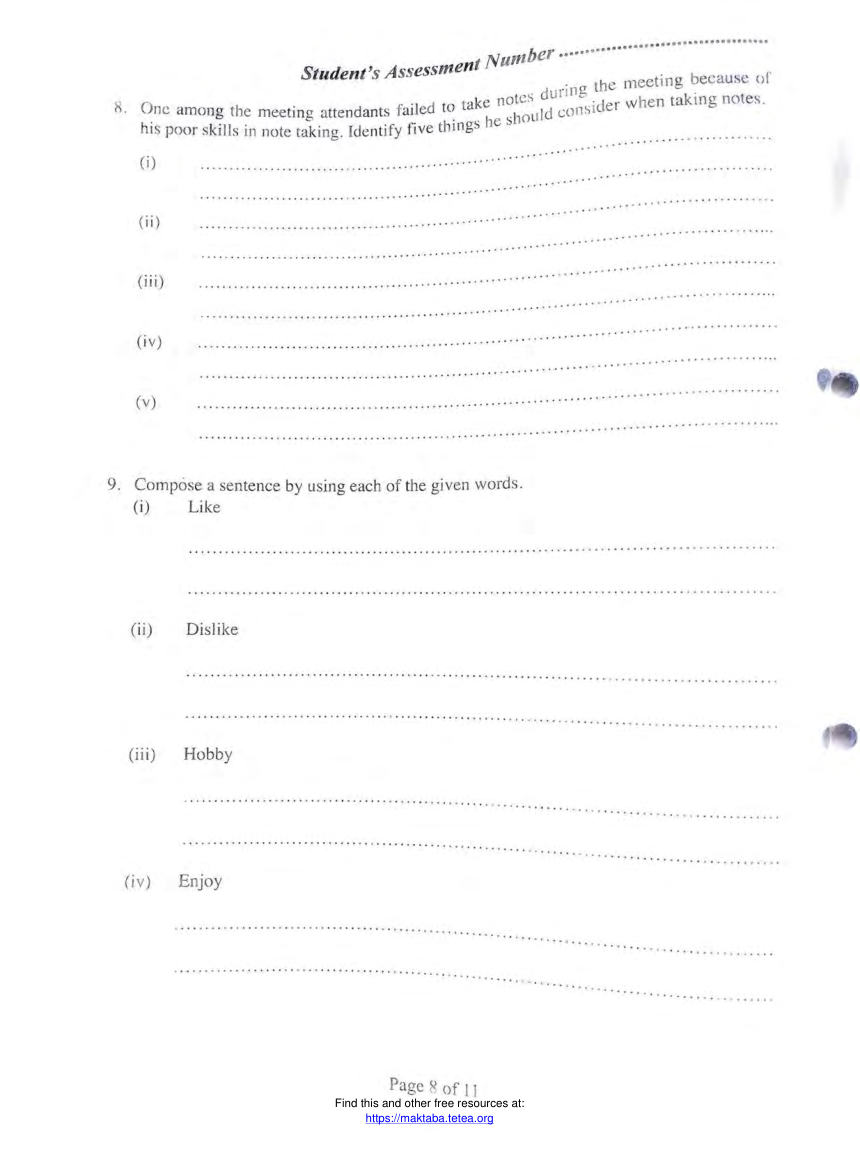 Student's Assessment Number ..........................................
8. One among the meeting attendants failed to take notes during the meeting because of
his poor skills in note taking. Identify five things he should consider when taking notes.
(i)
(ii)
(iii)
(iv)
(v)
9. Compose a sentence by using each of the given words.
(i) Like
(ii) Dislike
(iii) Hobby
(iv) Enjoy
Page 8 of 11
Find this and other free resources at:
https://maktaba.tetea.org